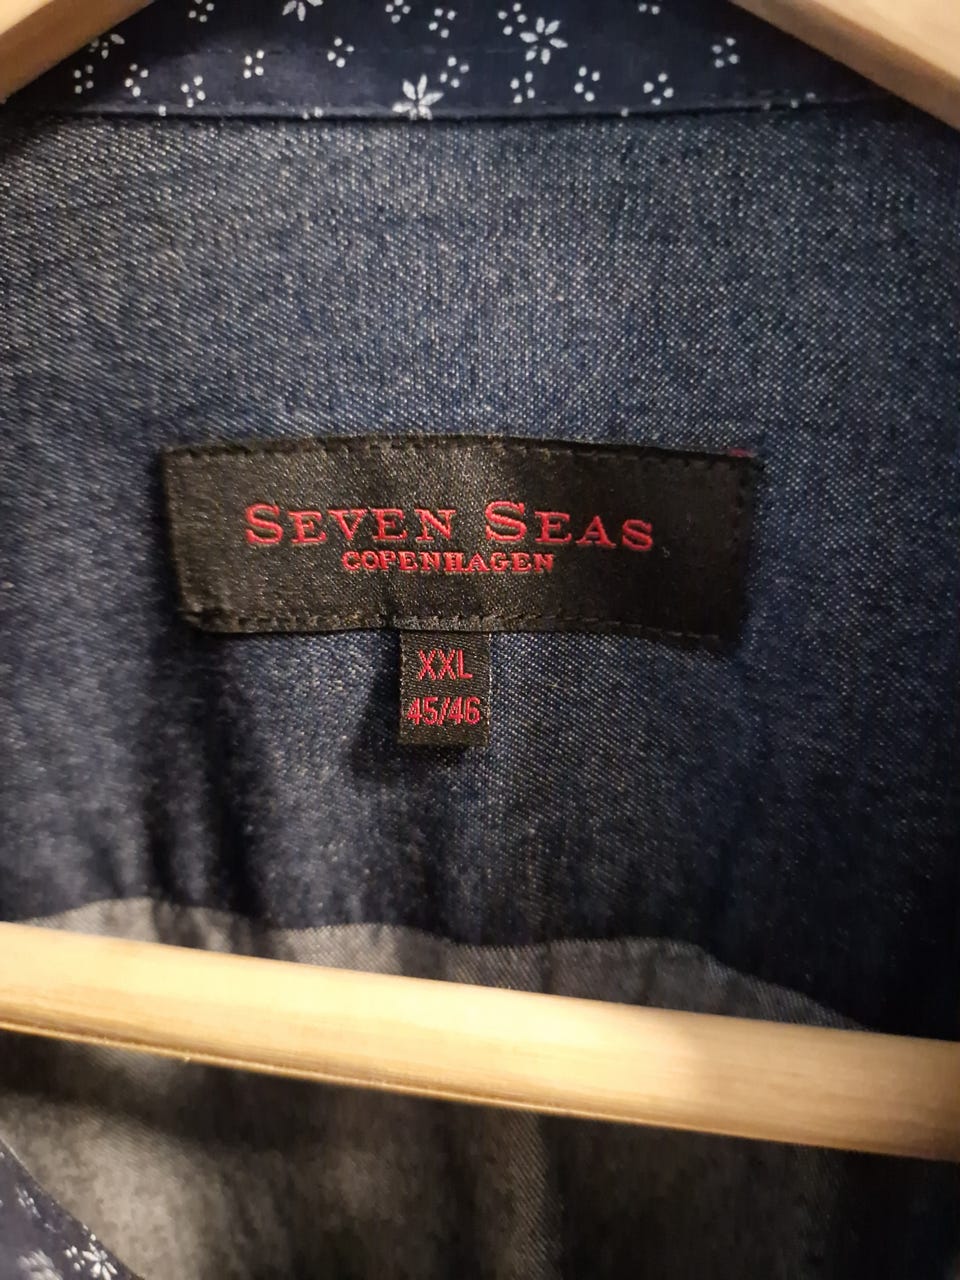 SEVEN SEAS
COPENHAGEN
XXL
45/46